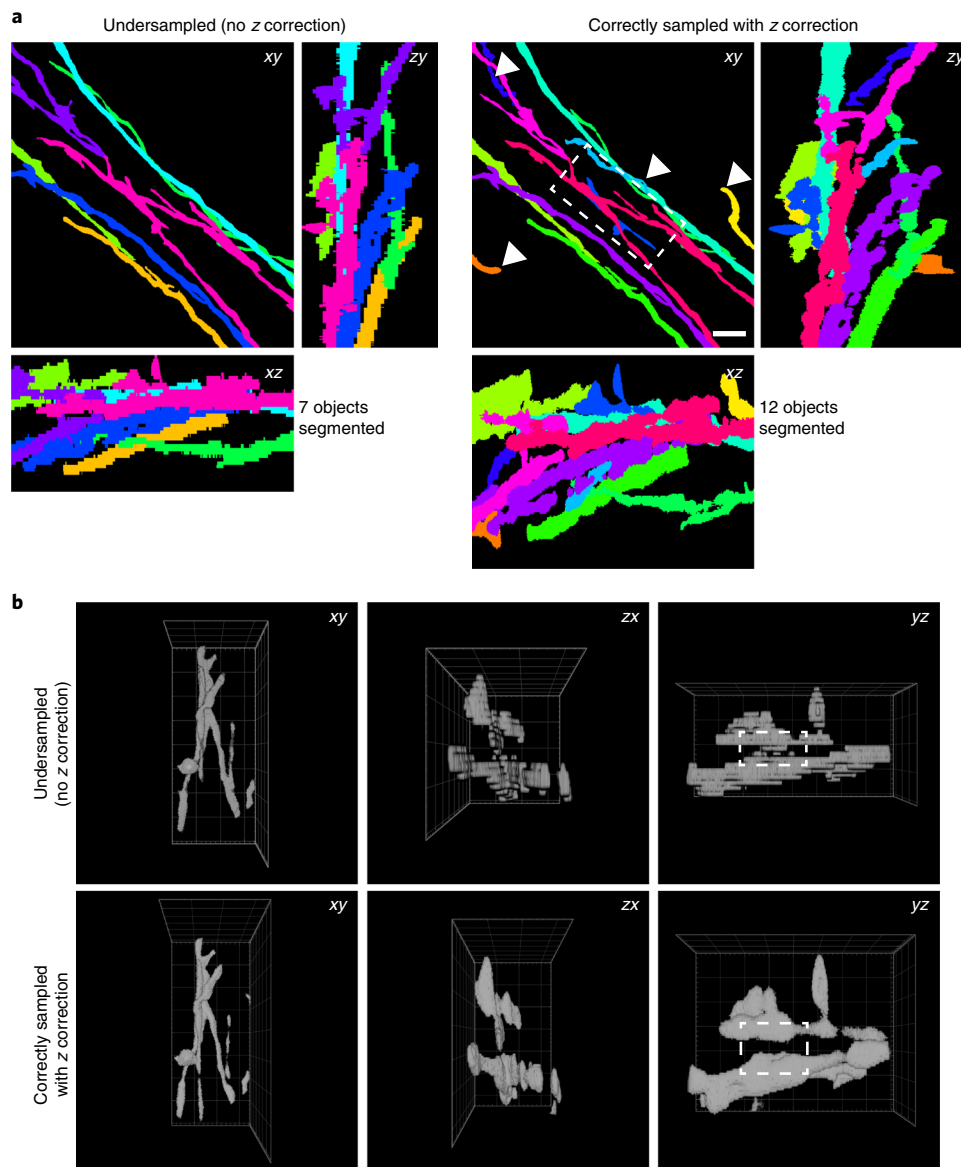 a
Undersampled (no z correction)
Correctly sampled with z correction
xy
zy
xy
zy
xz
7 objects
segmented
xz
12 objects
segmented
b
Undersampled
(no z correction)
xy
zx
yz
Correctly sampled
with z correction
xy
zx
yz